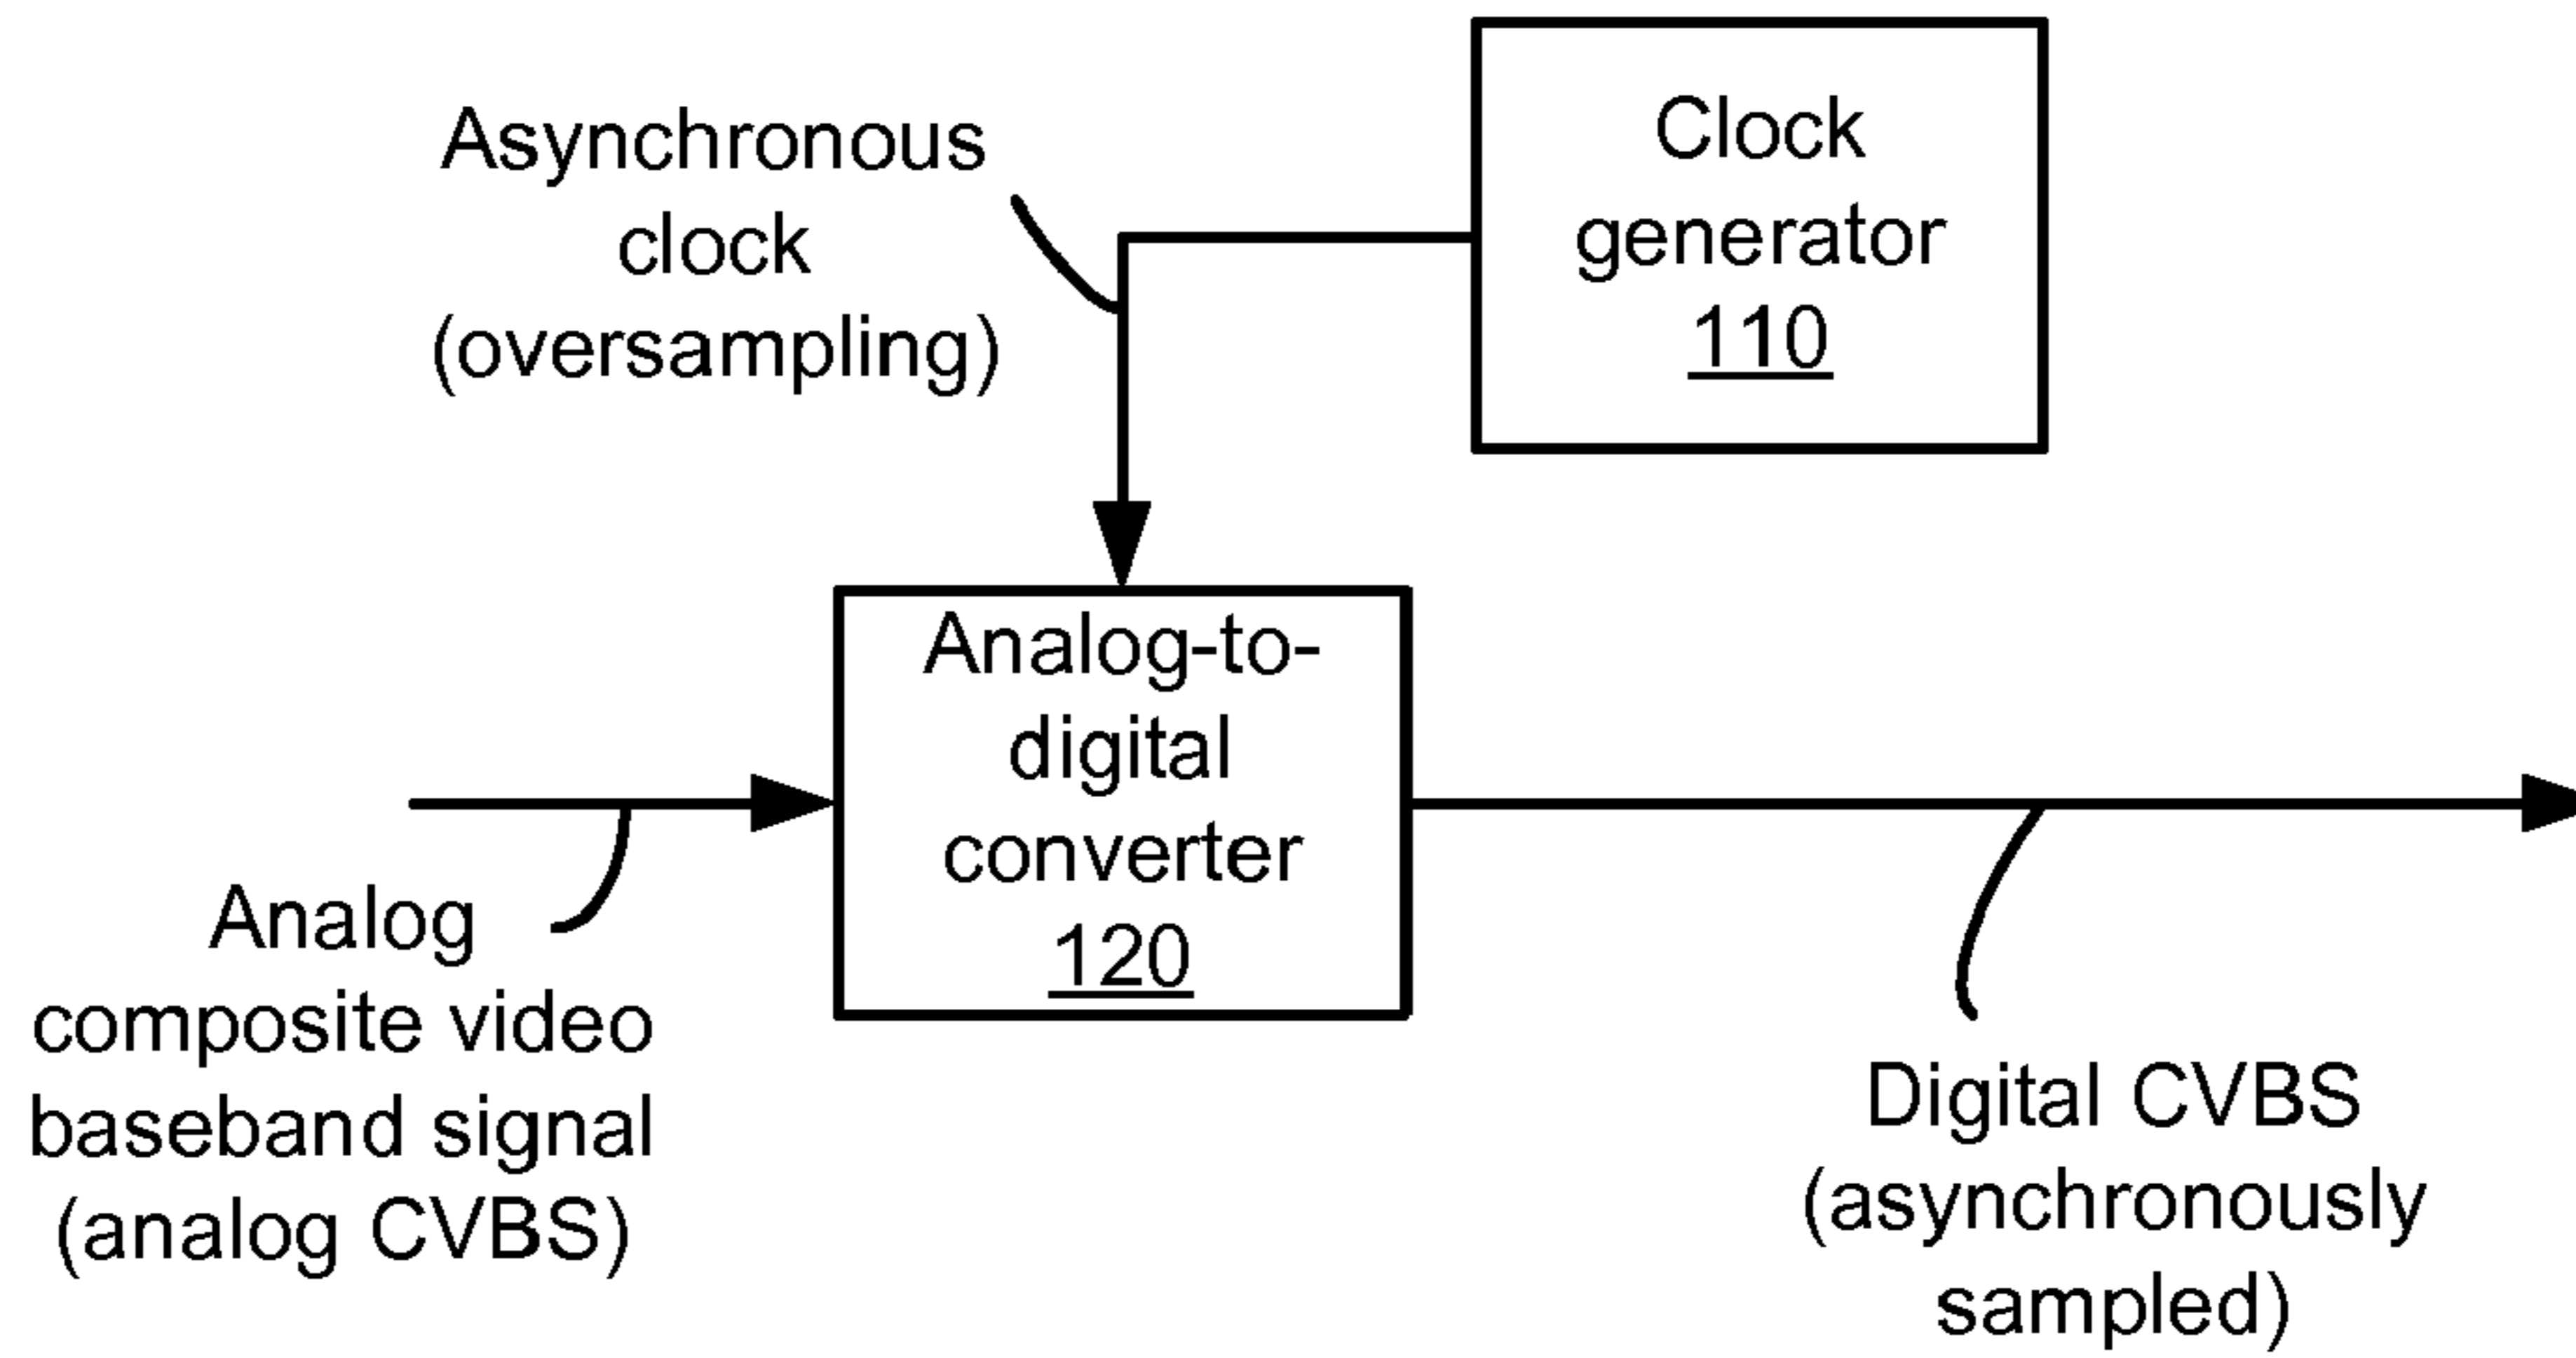 Asynchronous
clock
(oversampling)
Clock
generator
110
Analog-to-
digital
converter
120
Analog
composite video
baseband signal
(analog CVBS)
Digital CVBS
(asynchronously
sampled)